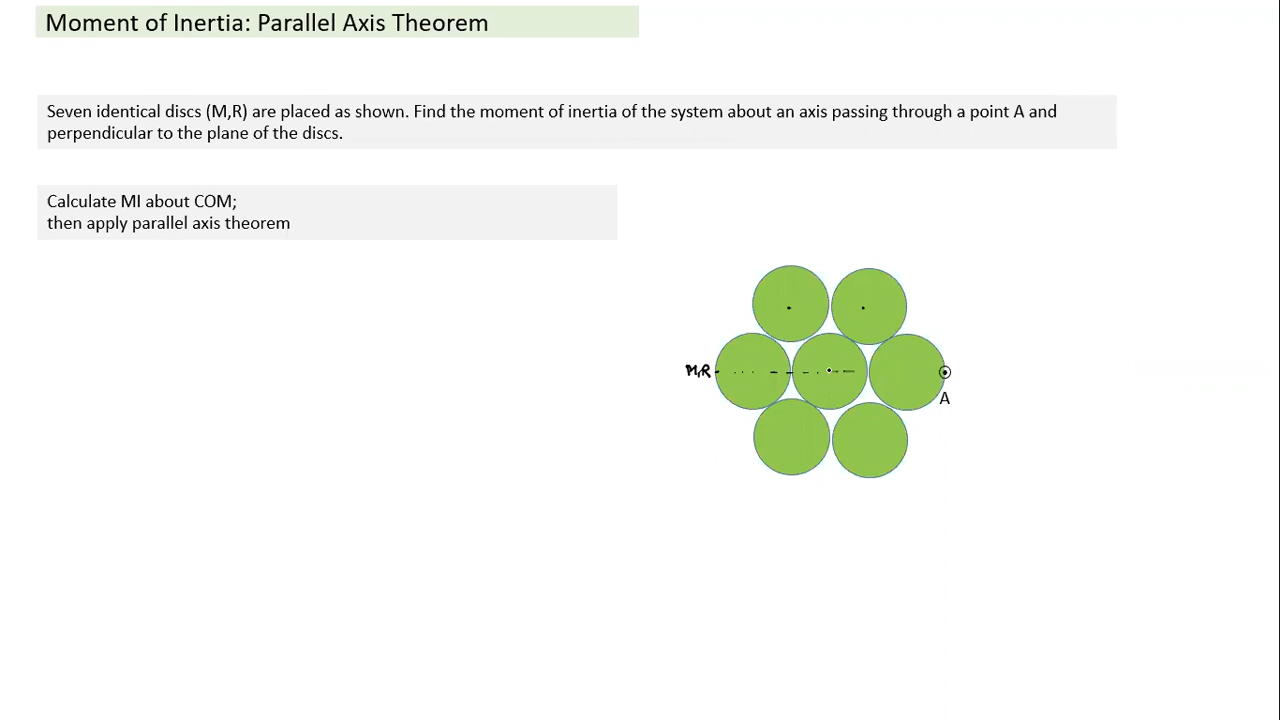 Moment of Inertia: Parallel Axis Theorem
Seven identical discs (M,R) are placed as shown. Find the moment of inertia of the system about an axis passing through a point A and
perpendicular to the plane of the discs.
Calculate MI about COM;
then apply parallel axis theorem
M,R
A